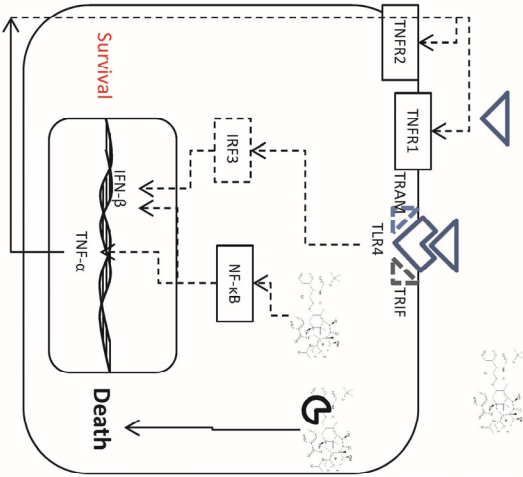 TNFR2
TNFR1
TRAM
TRIF
TLR4
IRF3
NF-κB
IFN-β
Survival
TNF-α
Death